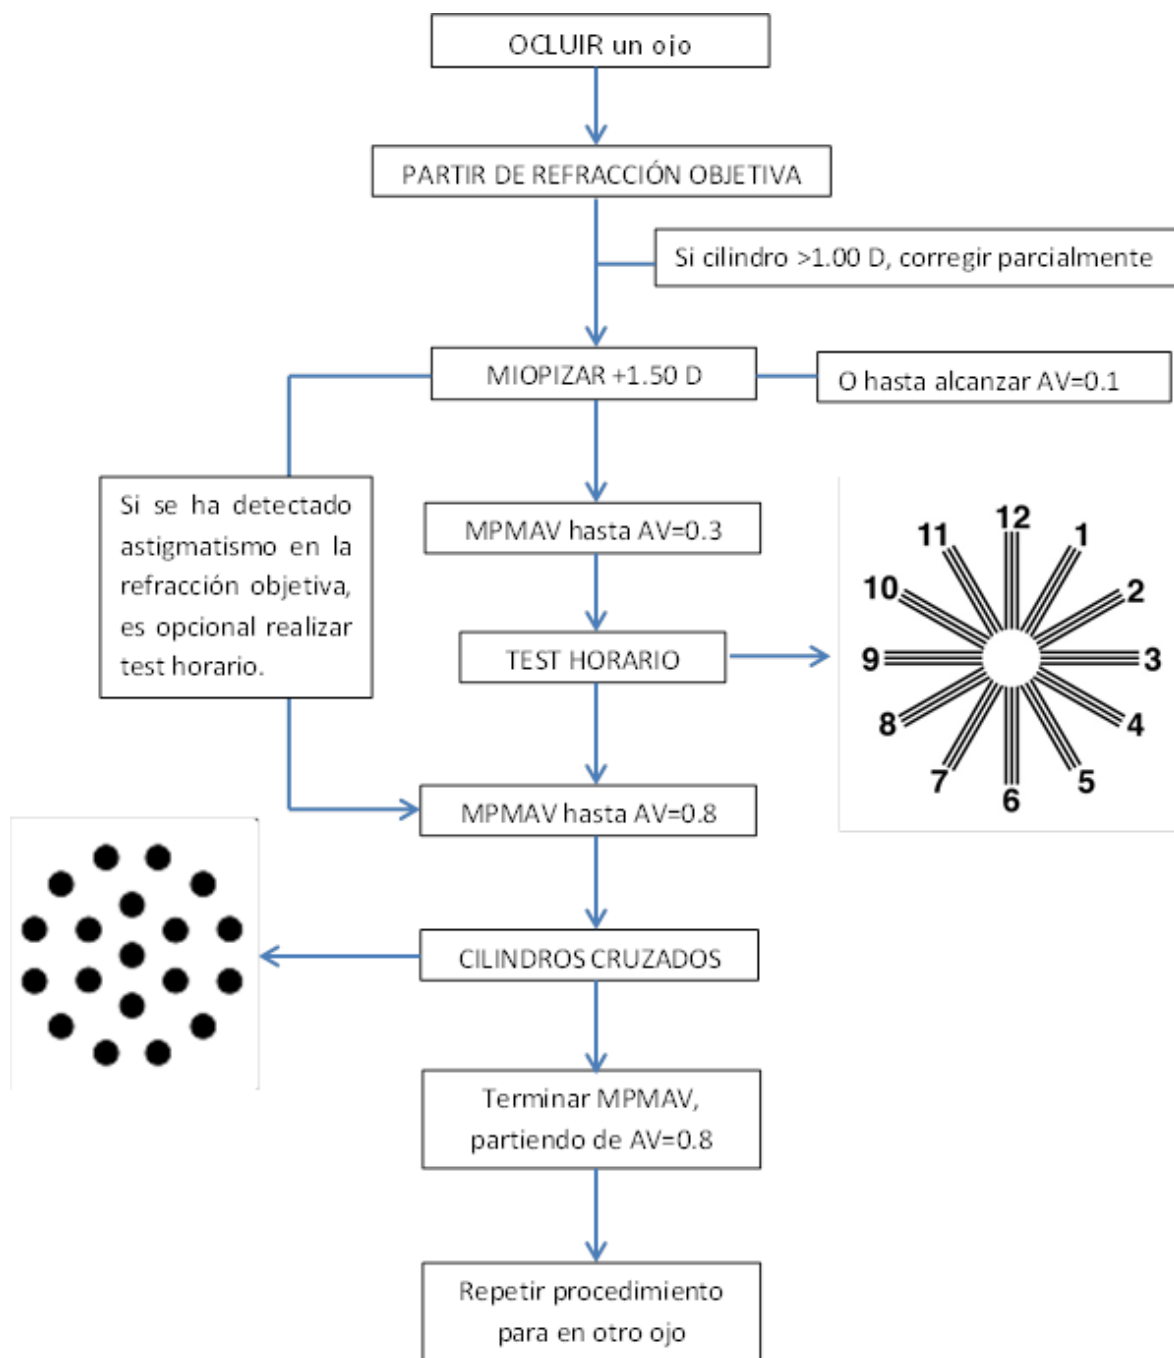 OCLUIR un ojo
PARTIR DE REFRACCIÓN OBJETIVA
Si cilindro >1.00 D, corregir parcialmente
MIOPIZAR +1.50 D
O hasta alcanzar AV=0.1
Si se ha detectado
astigmatismo en la
refracción objetiva,
es opcional realizar
test horario.
MPMAV hasta AV=0.3
TEST HORARIO
12
1
2
3
4
5
6
7
8
9
10
11
MPMAV hasta AV=0.8
CILINDROS CRUZADOS
Terminar MPMAV,
partiendo de AV=0.8
Repetir procedimiento
para en otro ojo